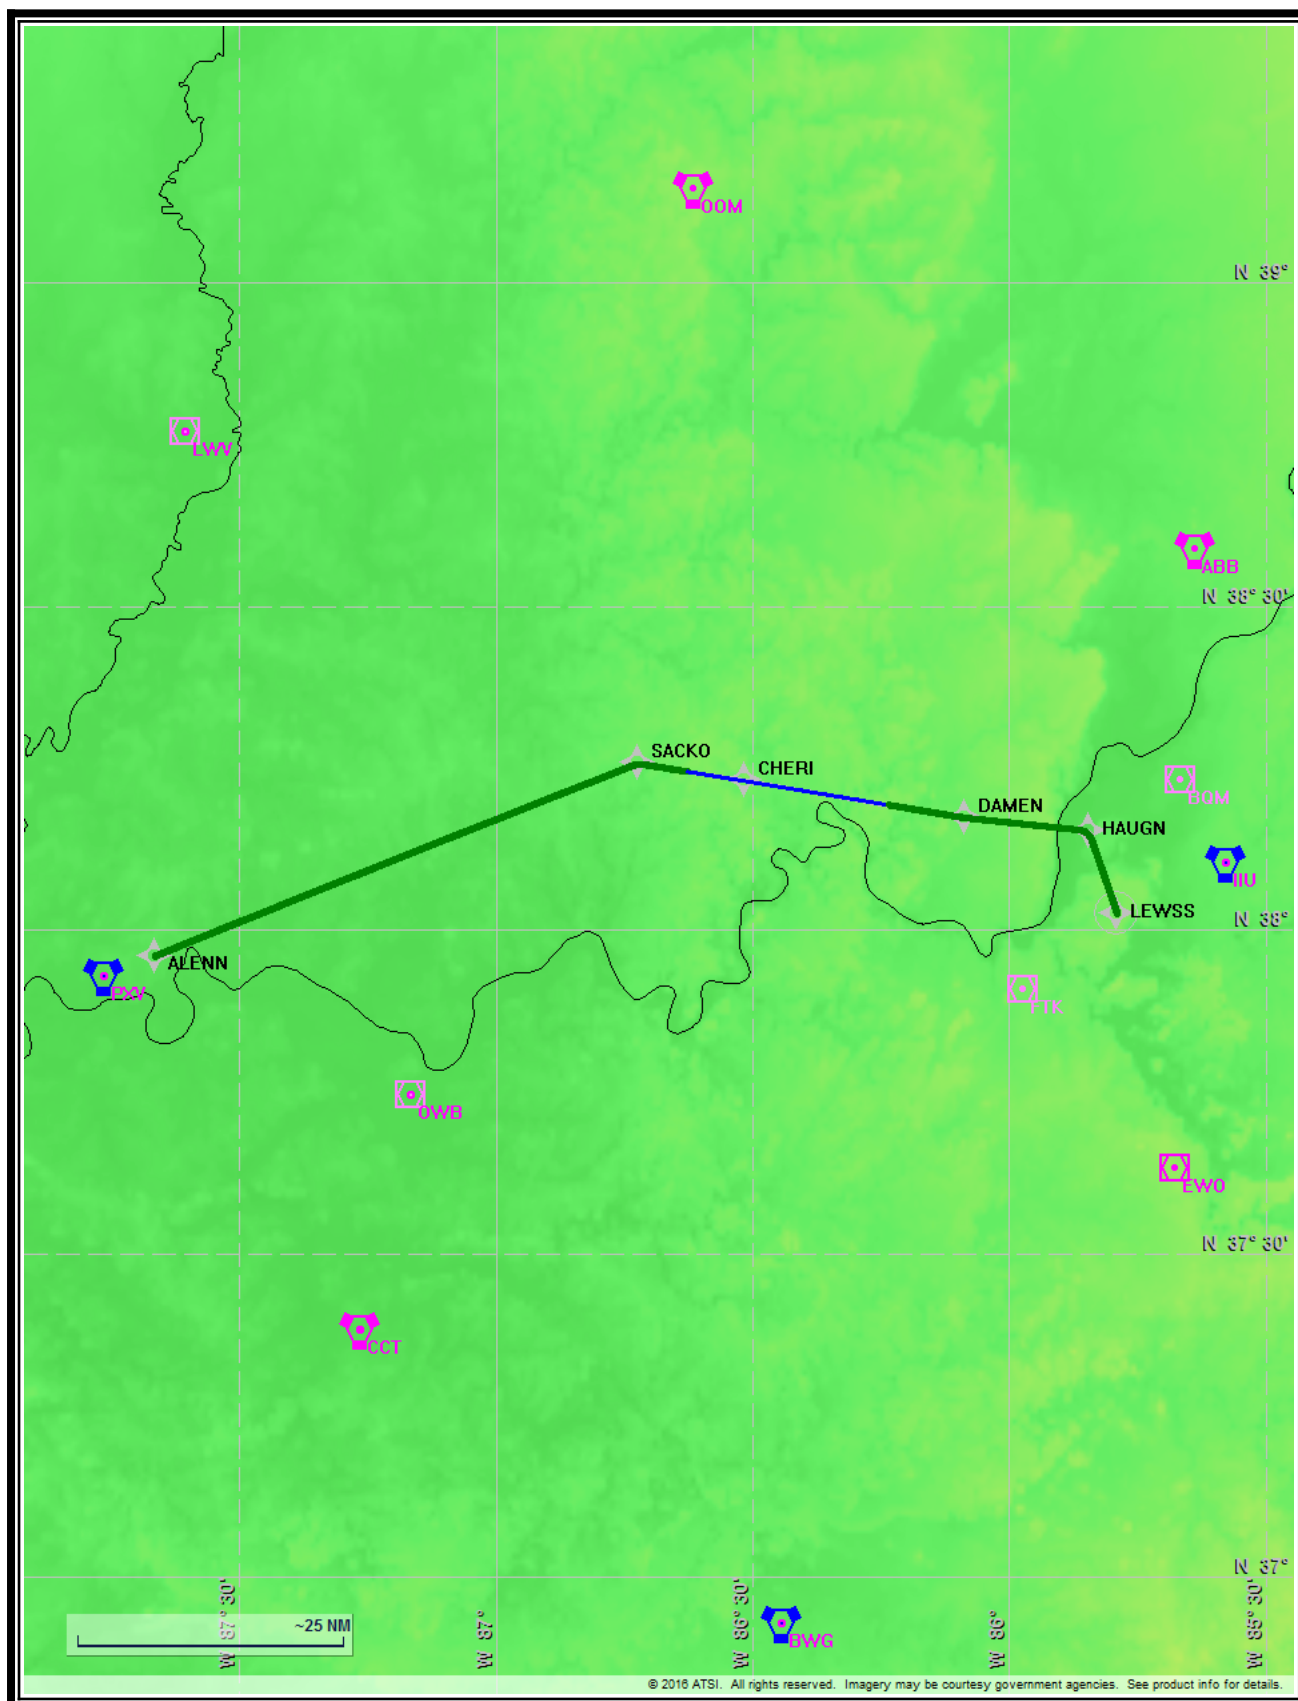 OOM
N 39°
LWV
ABB
N 38° 30'
SACKO
CHERI
BQM
DAMEN
HAUGN
IIU
LEWSS
N 38°
ALENN
PXV
FTK
OWB
EWO
N 37° 30'
CCT
N 37°
W 87° 30'
W 87°
W 86° 30'
W 86°
W 85° 30'
~25 NM
BWG
© 2016 ATSI. All rights reserved. Imagery may be courtesy government agencies. See product info for details.